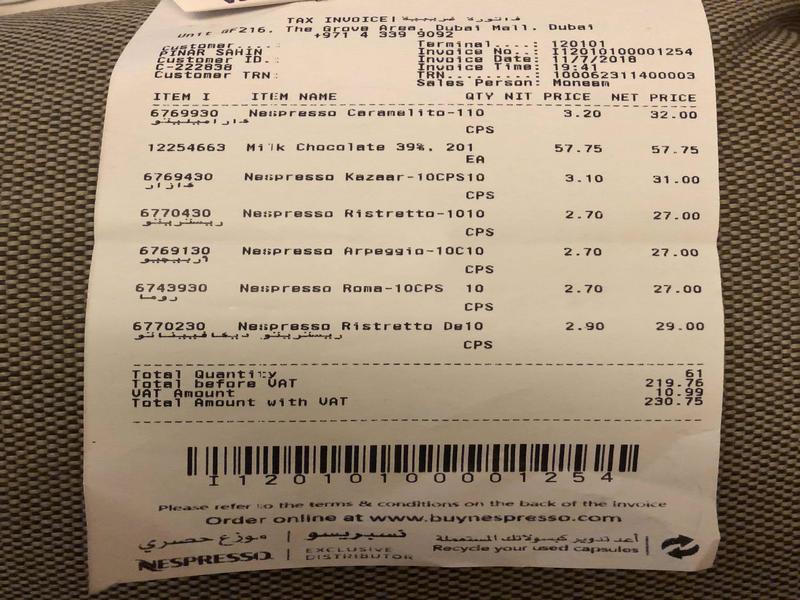 TAX INVOICE! فاتورة ضريبية
Unit GF216, The Grove Area, Dubai Mall, Dubai
+971 4 339 9092
Customer...: Terminal....: 120101
PINAR SAHIN Invoice No..: I12010100001254
Customer ID.: Invoice Date: 11/7/2018
C-222838 Invoice Time: 19:41
Customer TRN: TRN.........: 100062311400003
Sales Person: Moneem
ITEM I ITEM NAME QTY NIT PRICE NET PRICE
6769930 Nespresso Caramelito-110 3.20 32.00
CPS
12254663 Milk Chocolate 39%, 201 57.75 57.75
EA
6769430 Nespresso Kazaar-10CPS10 3.10 31.00
كازار CPS
6770430 Nespresso Ristretto-1010 2.70 27.00
ريستريتو CPS
6769130 Nespresso Arpeggio-10C10 2.70 27.00
اربيجيو CPS
6743930 Nespresso Roma-10CPS 10 2.70 27.00
روما CPS
6770230 Nespresso Ristretto De10 2.90 29.00
ريستريتو ديكافييناتو CPS
Total Quantity 61
Total before VAT 219.76
VAT Amount 10.99
Total Amount with VAT 230.75
I12010100001254
Please refer to the terms & conditions on the back of the invoice
Order online at www.buynespresso.com
موزع حصري | نسبريسو أعد تدوير كبسولاتك المستعملة
NESPRESSO. | EXCLUSIVE DISTRIBUTOR Recycle your used capsules